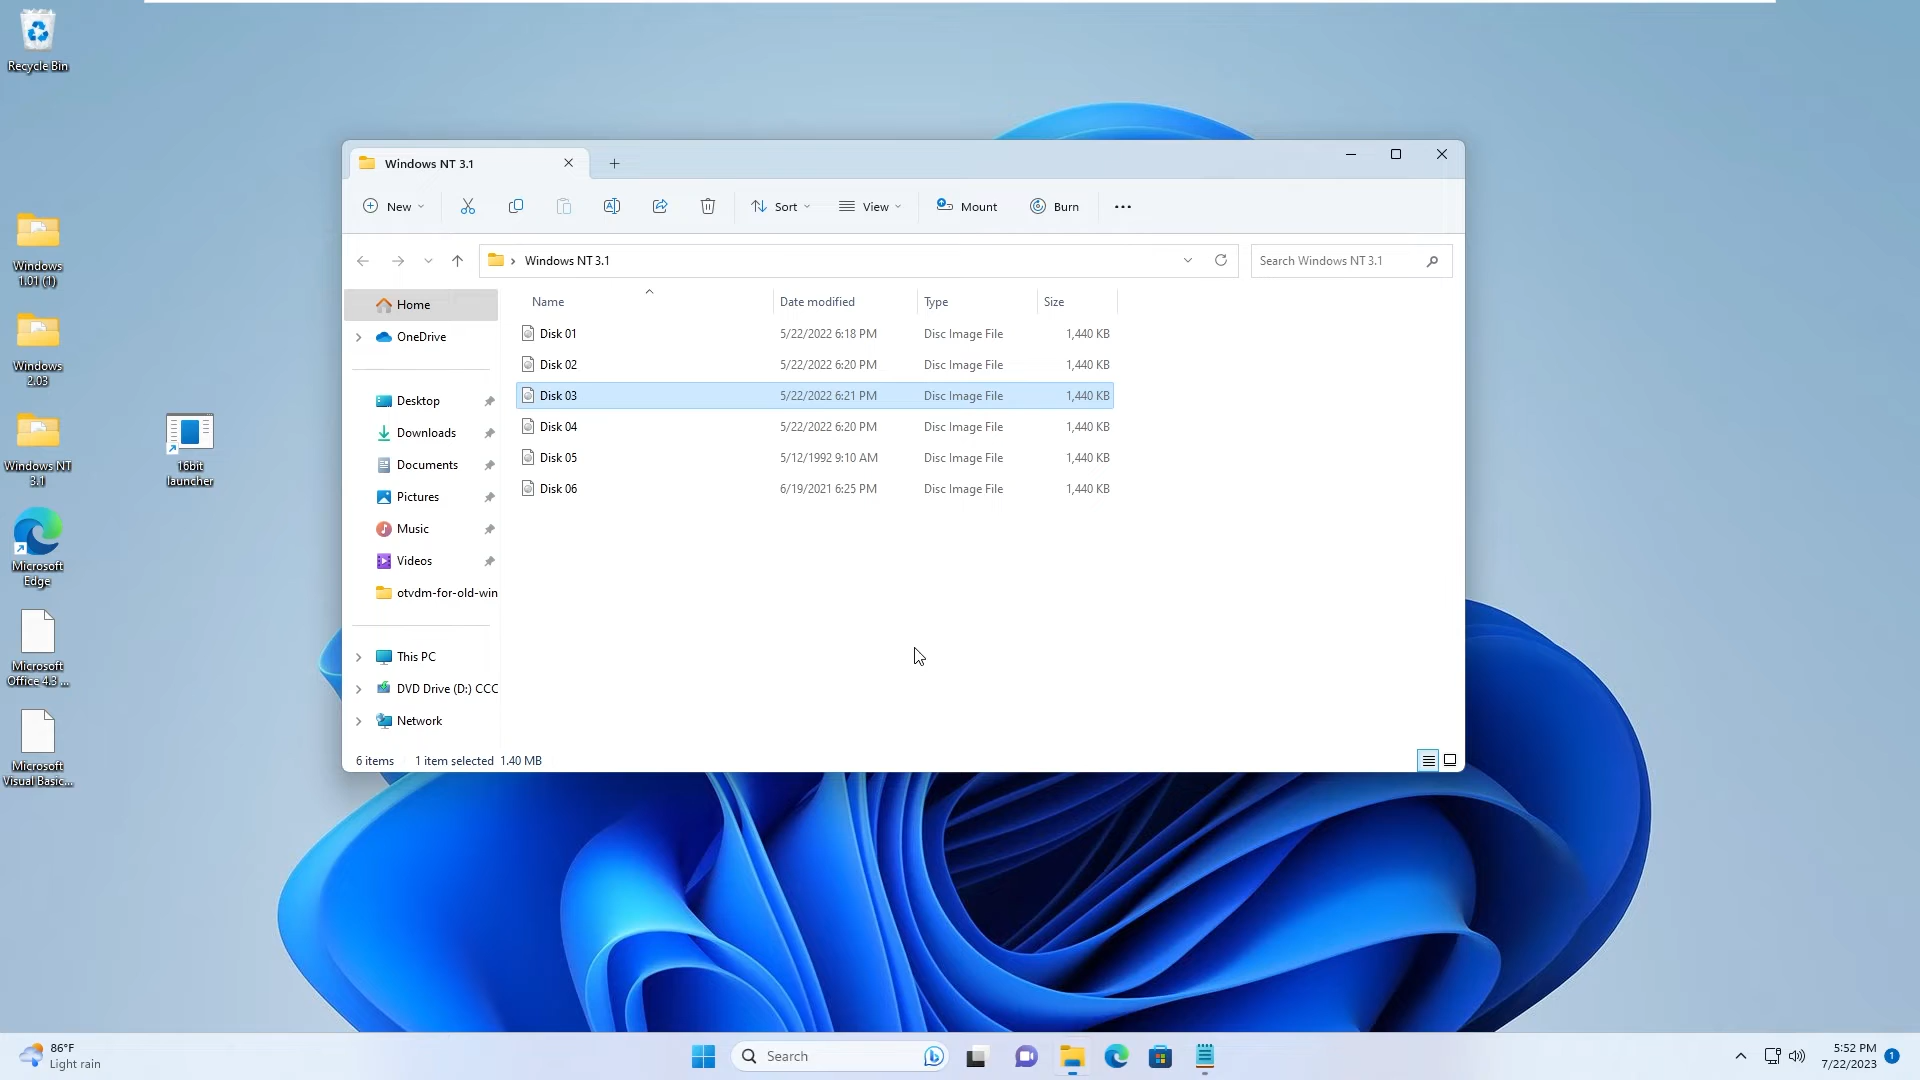 Recycle Bin
Windows
1.01 (1)
Windows
2.03
Windows NT
3.1
16bit
launcher
Microsoft
Edge
Microsoft
Office 4.3 ...
Microsoft
Visual Basic...
Windows NT 3.1
New
Sort
View
Mount
Burn
Windows NT 3.1
Search Windows NT 3.1
Home
OneDrive
Desktop
Downloads
Documents
Pictures
Music
Videos
otvdm-for-old-win
This PC
DVD Drive (D:) CCC
Network
Name Date modified Type Size
Disk 01 5/22/2022 6:18 PM Disc Image File 1,440 KB
Disk 02 5/22/2022 6:20 PM Disc Image File 1,440 KB
Disk 03 5/22/2022 6:21 PM Disc Image File 1,440 KB
Disk 04 5/22/2022 6:20 PM Disc Image File 1,440 KB
Disk 05 5/12/1992 9:10 AM Disc Image File 1,440 KB
Disk 06 6/19/2021 6:25 PM Disc Image File 1,440 KB
6 items 1 item selected 1.40 MB
86°F
Light rain
Search
5:52 PM
7/22/2023
1